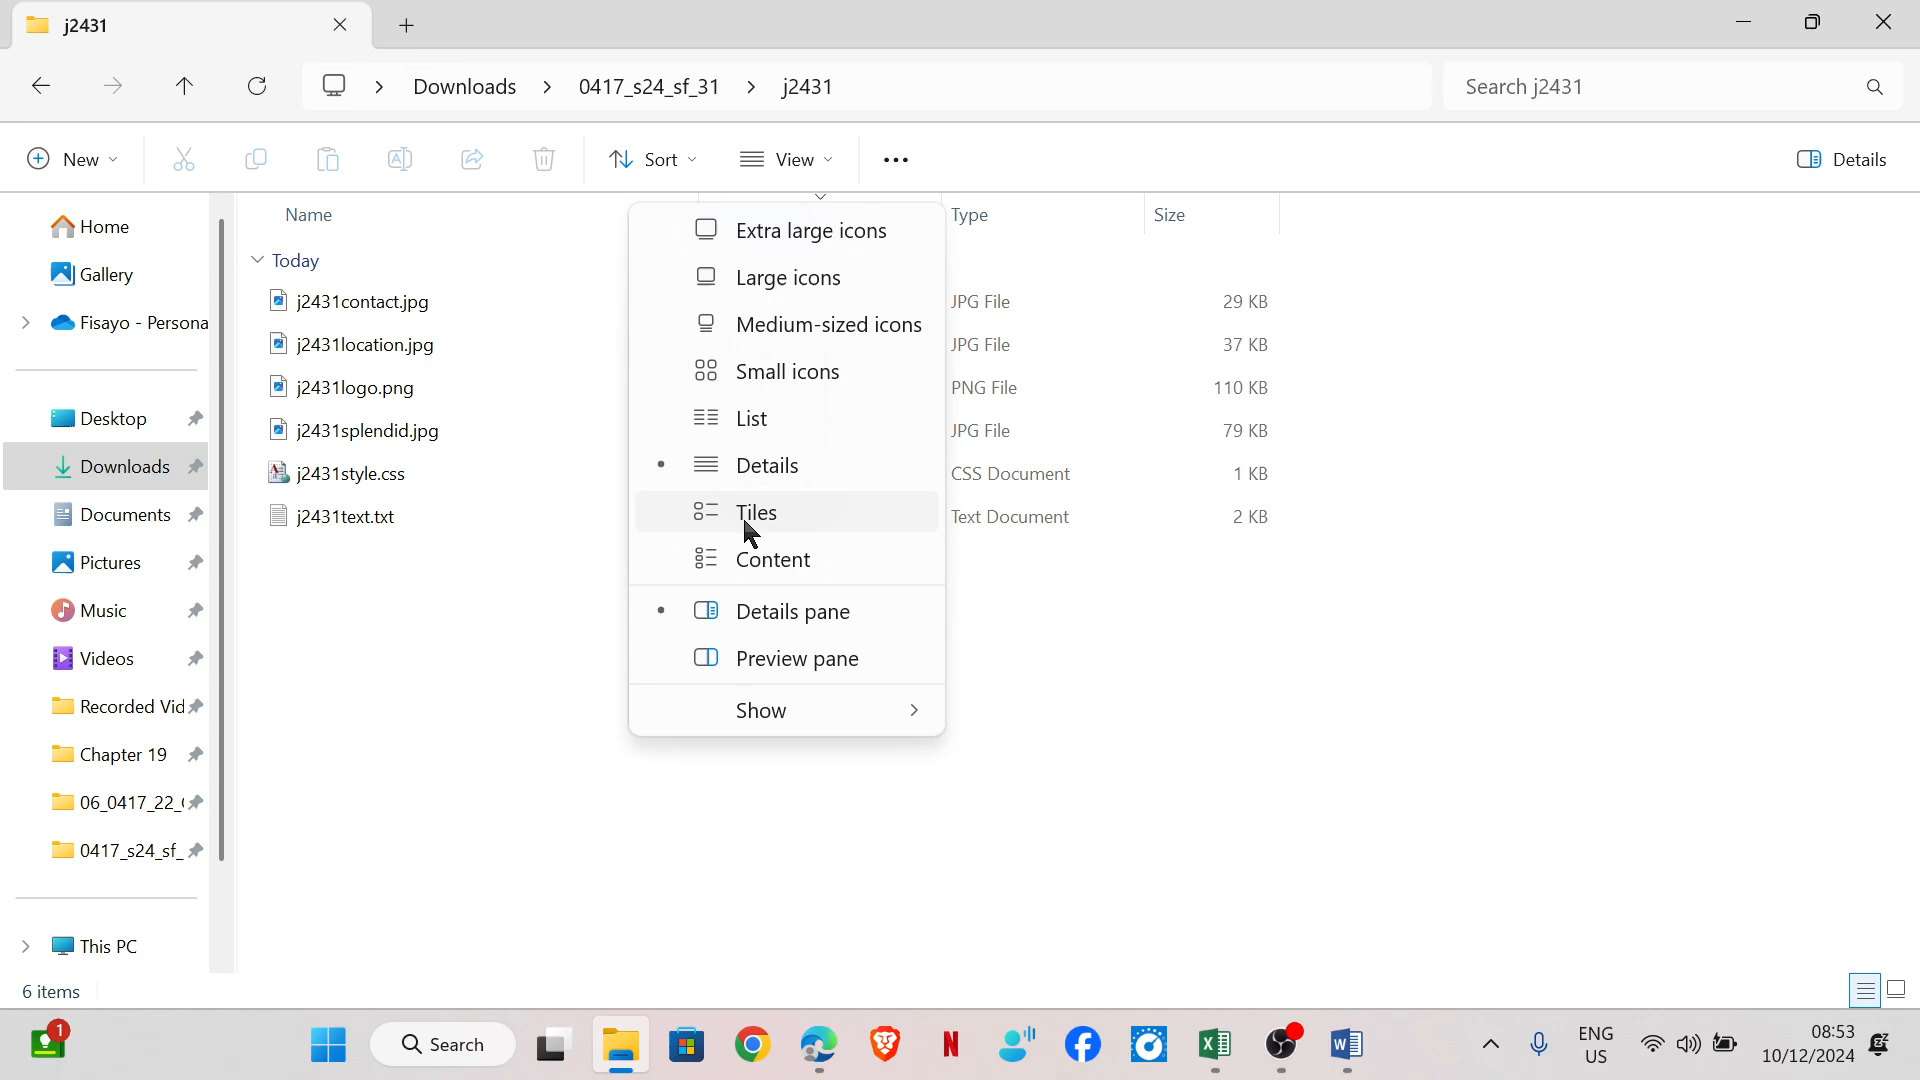 j2431
Downloads 0417_s24_sf_31 j2431
Search j2431
New
Sort
View
Details
Name
Type
Size
Home
Gallery
Fisayo - Persona
Desktop
Downloads
Documents
Pictures
Music
Videos
Recorded Vid
Chapter 19
06_0417_22_(
0417_s24_sf_
This PC
Today
j2431contact.jpg JPG File 29 KB
j2431location.jpg JPG File 37 KB
j2431logo.png PNG File 110 KB
j2431splendid.jpg JPG File 79 KB
j2431style.css CSS Document 1 KB
j2431text.txt Text Document 2 KB
Extra large icons
Large icons
Medium-sized icons
Small icons
List
Details
Tiles
Content
Details pane
Preview pane
Show
6 items
1
Search
ENG
US
08:53
10/12/2024